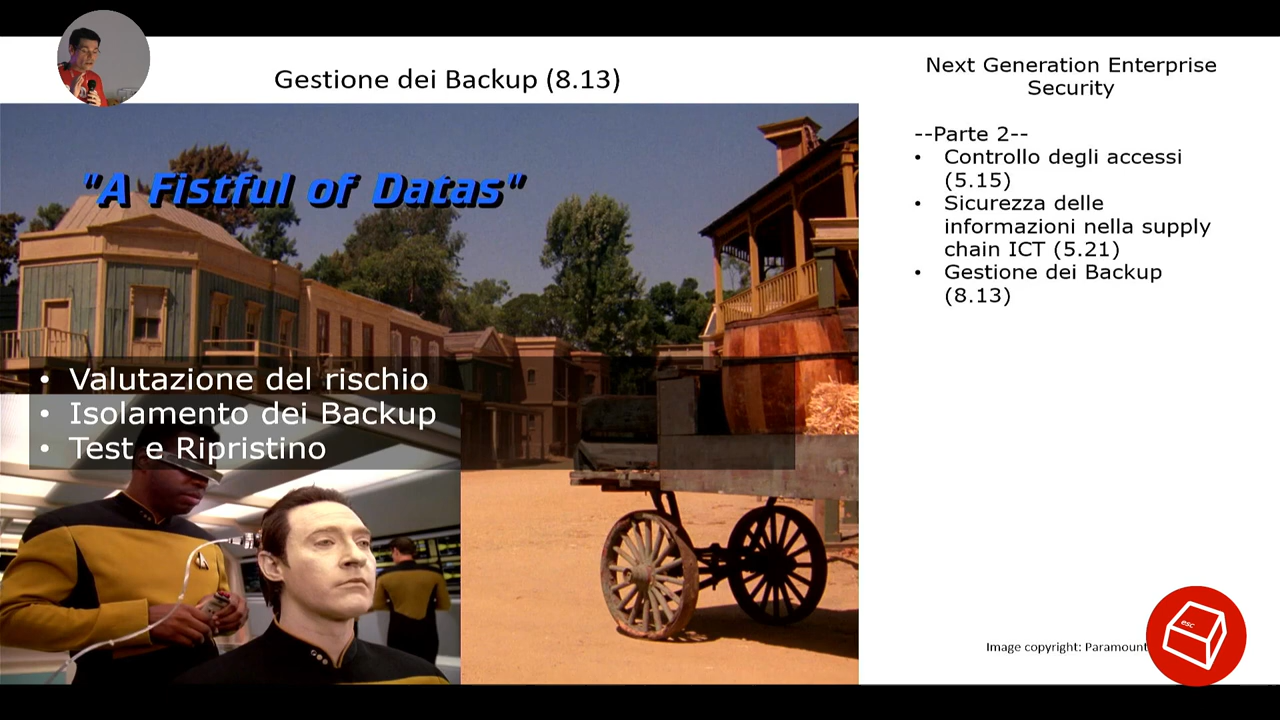 Gestione dei Backup (8.13)
"A Fistful of Datas"
• Valutazione del rischio
• Isolamento dei Backup
• Test e Ripristino
Next Generation Enterprise
Security
--Parte 2--
• Controllo degli accessi
(5.15)
• Sicurezza delle
informazioni nella supply
chain ICT (5.21)
• Gestione dei Backup
(8.13)
Image copyright: Paramount
esc